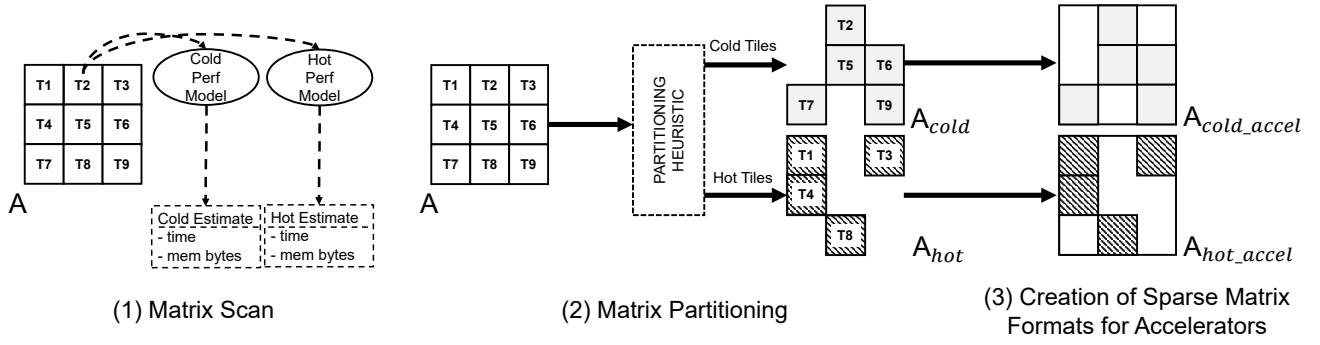 Cold
Perf
Model
Hot
Perf
Model
T1 T2 T3
T4 T5 T6
T7 T8 T9
A
Cold Estimate
- time
- mem bytes
Hot Estimate
- time
- mem bytes
(1) Matrix Scan
T1 T2 T3
T4 T5 T6
T7 T8 T9
A
PARTITIONING
HEURISTIC
Cold Tiles
Hot Tiles
T2
T5 T6
T7 T9
A_cold
T1 T3
T4
T8
A_hot
(2) Matrix Partitioning
A_cold_accel
A_hot_accel
(3) Creation of Sparse Matrix
Formats for Accelerators